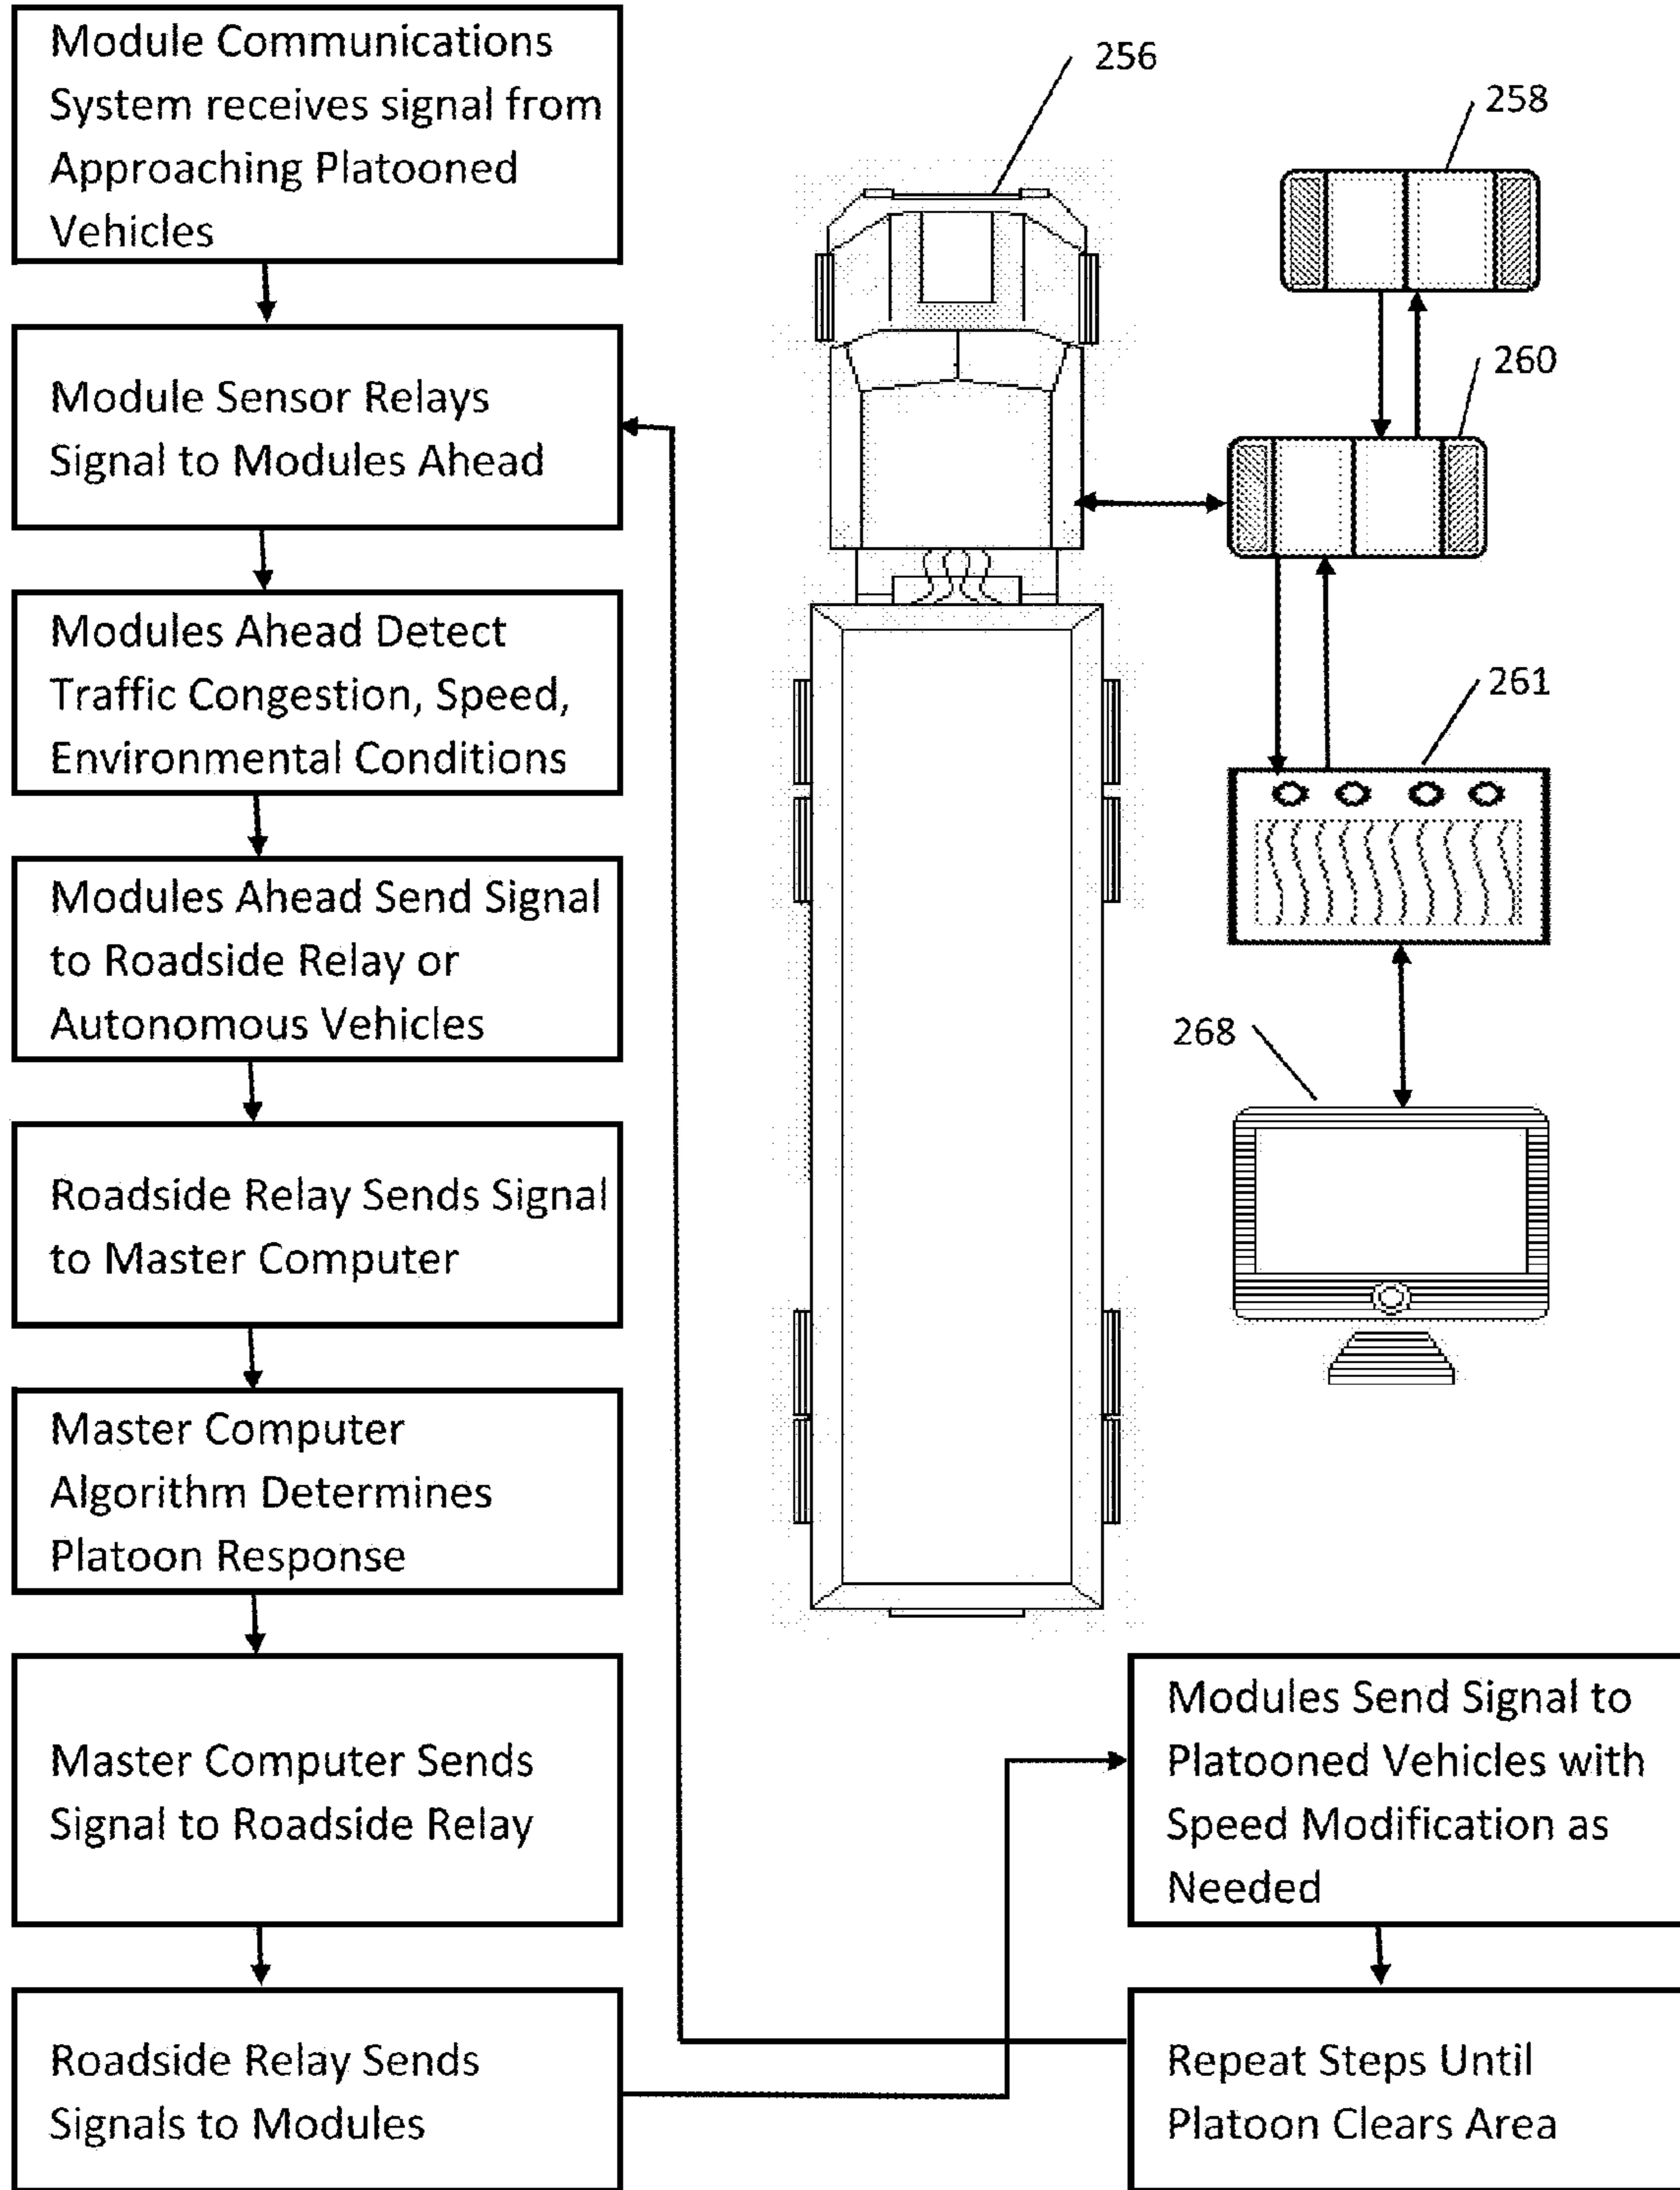 Module Communications
System receives signal from
Approaching Platooned
Vehicles
Module Sensor Relays
Signal to Modules Ahead
Modules Ahead Detect
Traffic Congestion, Speed,
Environmental Conditions
Modules Ahead Send Signal
to Roadside Relay or
Autonomous Vehicles
Roadside Relay Sends Signal
to Master Computer
Master Computer
Algorithm Determines
Platoon Response
Master Computer Sends
Signal to Roadside Relay
Roadside Relay Sends
Signals to Modules
256
258
260
261
268
Modules Send Signal to
Platooned Vehicles with
Speed Modification as
Needed
Repeat Steps Until
Platoon Clears Area